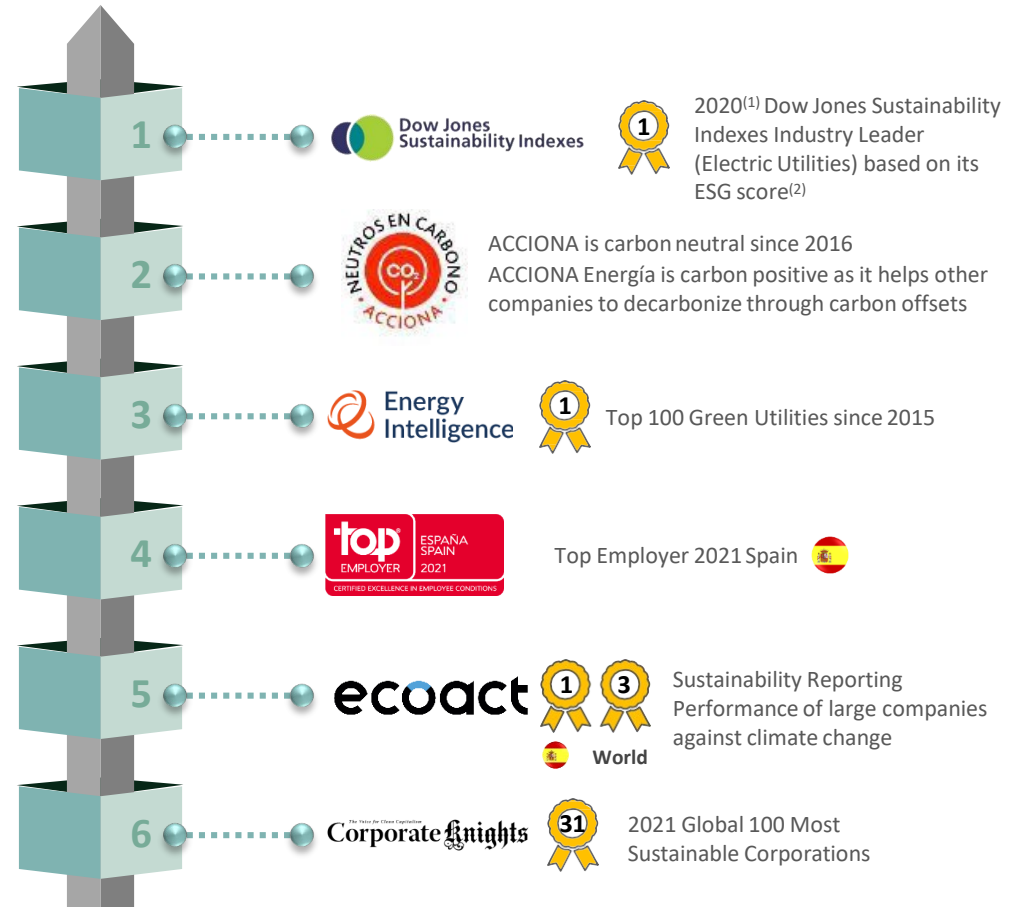 1
Dow Jones
Sustainability Indexes
1
2020(1) Dow Jones Sustainability
Indexes Industry Leader
(Electric Utilities) based on its
ESG score(2)
2
NEUTROS EN CARBONO
CO2
• ACCIONA •
ACCIONA is carbon neutral since 2016
ACCIONA Energía is carbon positive as it helps other
companies to decarbonize through carbon offsets
3
Energy
Intelligence
1
Top 100 Green Utilities since 2015
4
top
EMPLOYER
ESPAÑA
SPAIN
2021
CERTIFIED EXCELLENCE IN EMPLOYEE CONDITIONS
Top Employer 2021 Spain
5
ecoact
1
3
World
Sustainability Reporting
Performance of large companies
against climate change
6
The Voice for Clean Capitalism
Corporate Knights
31
2021 Global 100 Most
Sustainable Corporations